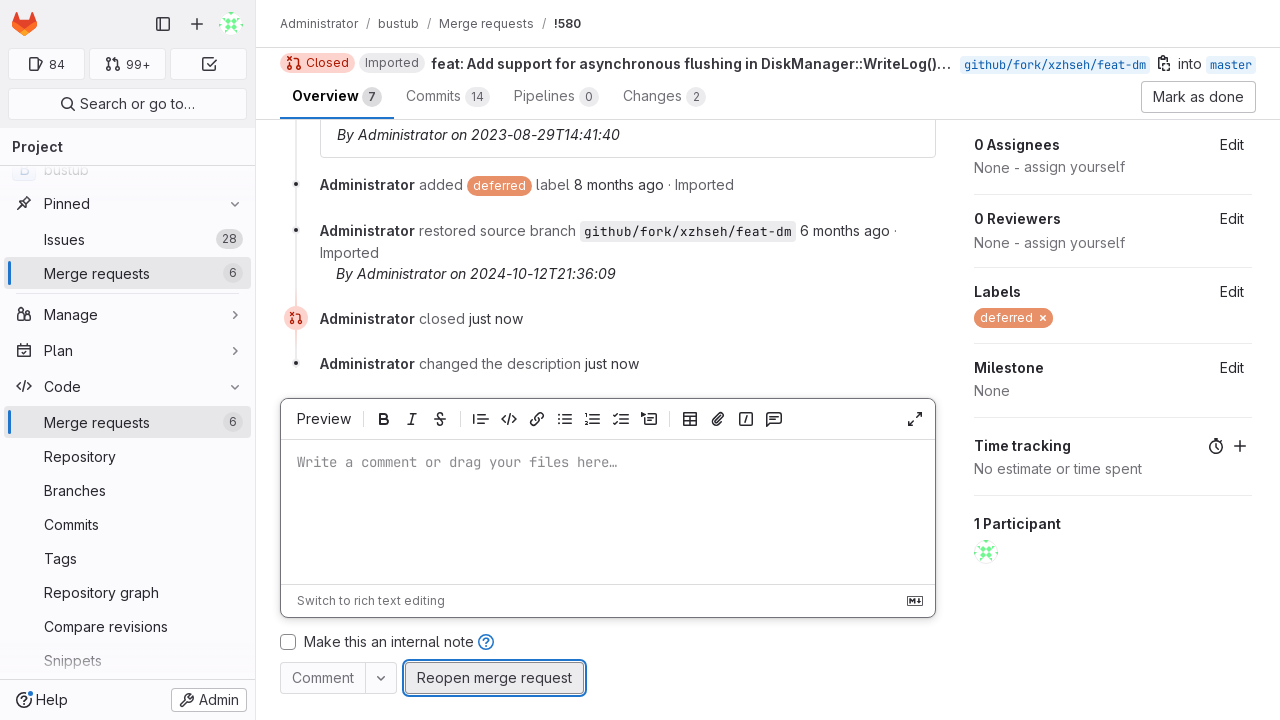 Administrator / bustub / Merge requests / !580
84
99+
Search or go to…
Project
B bustub
Pinned
Issues 28
Merge requests 6
Manage
Plan
Code
Merge requests 6
Repository
Branches
Commits
Tags
Repository graph
Compare revisions
Snippets
Help
Admin
Closed Imported feat: Add support for asynchronous flushing in DiskManager::WriteLog()… github/fork/xzhseh/feat-dm into master
Overview 7 Commits 14 Pipelines 0 Changes 2
Mark as done
By Administrator on 2023-08-29T14:41:40
Administrator added deferred label 8 months ago · Imported
Administrator restored source branch github/fork/xzhseh/feat-dm 6 months ago ·
Imported
By Administrator on 2024-10-12T21:36:09
Administrator closed just now
Administrator changed the description just now
Preview
Write a comment or drag your files here…
Switch to rich text editing
Make this an internal note
Comment
Reopen merge request
0 Assignees Edit
None - assign yourself
0 Reviewers Edit
None - assign yourself
Labels Edit
deferred ×
Milestone Edit
None
Time tracking
No estimate or time spent
1 Participant